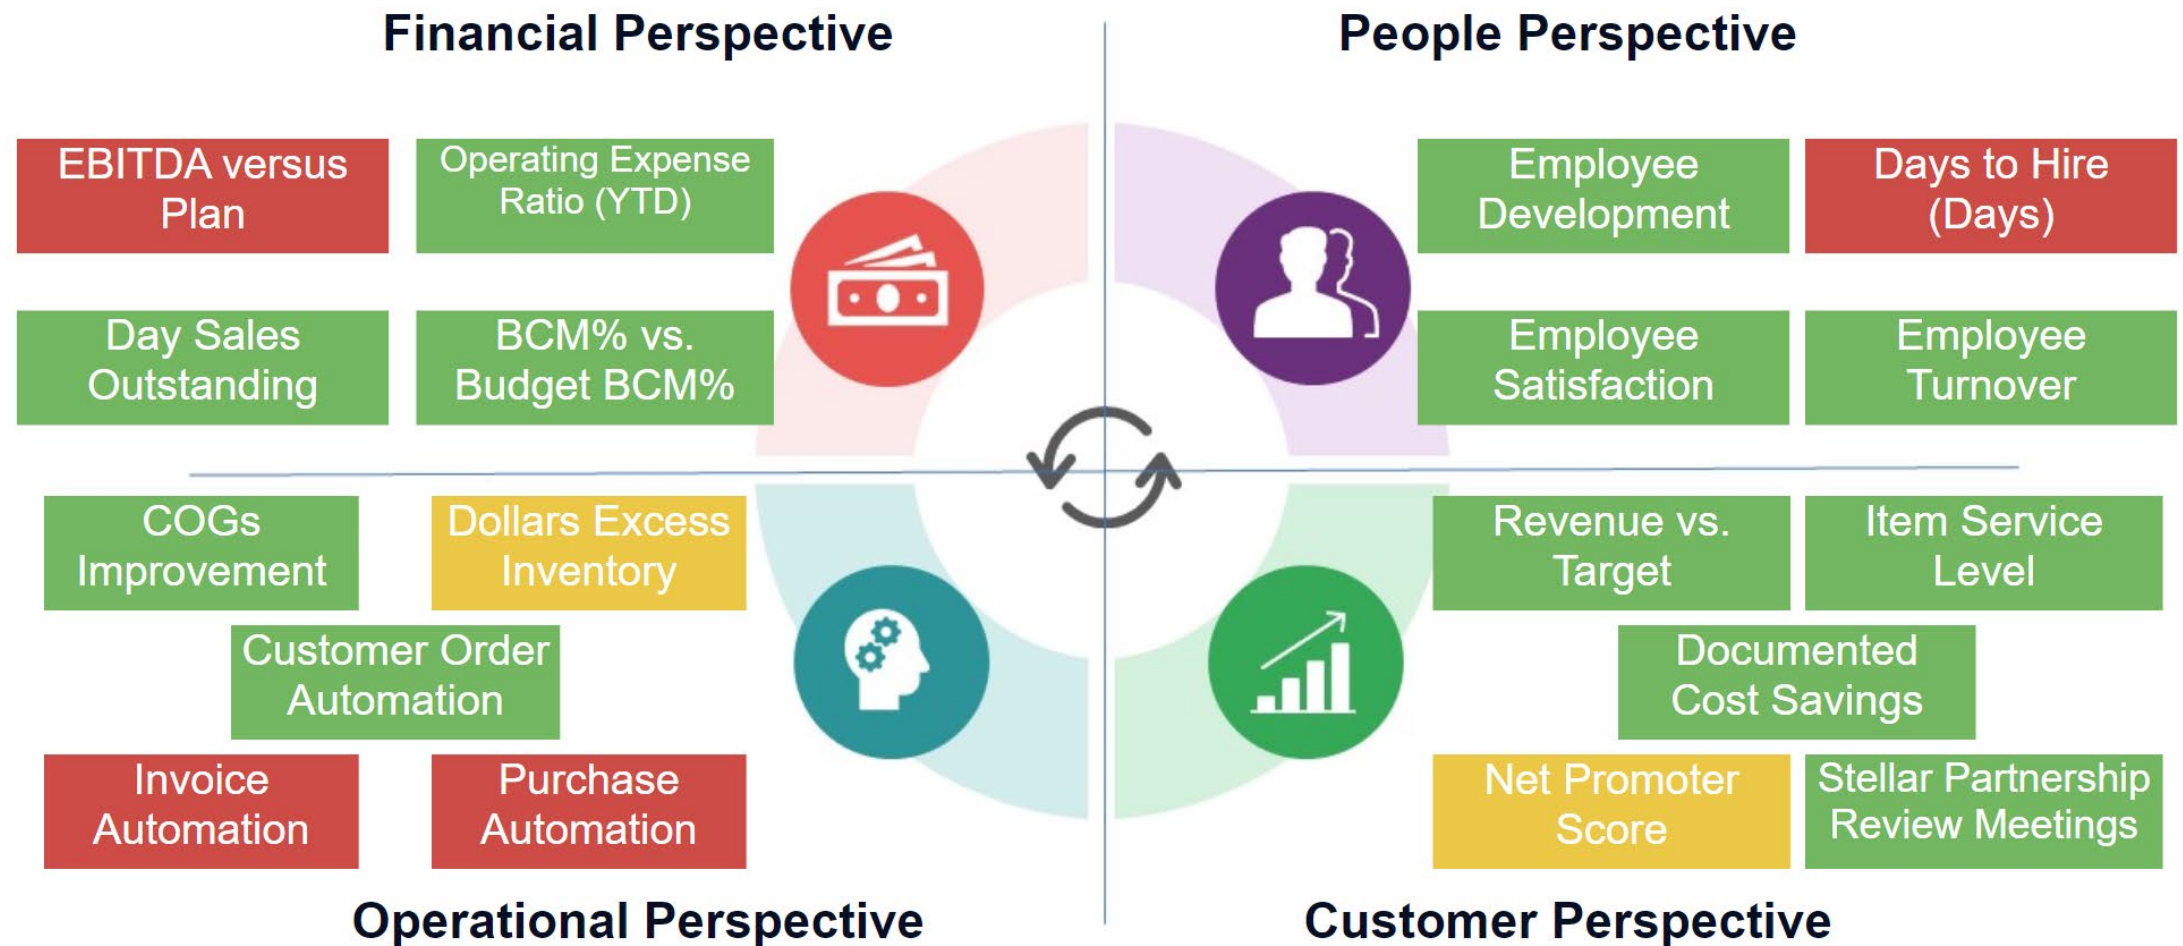 Financial Perspective
People Perspective
EBITDA versus
Plan
Operating Expense
Ratio (YTD)
Employee
Development
Days to Hire
(Days)
Day Sales
Outstanding
BCM% vs.
Budget BCM%
Employee
Satisfaction
Employee
Turnover
COGs
Improvement
Dollars Excess
Inventory
Customer Order
Automation
Invoice
Automation
Purchase
Automation
Revenue vs.
Target
Item Service
Level
Documented
Cost Savings
Net Promoter
Score
Stellar Partnership
Review Meetings
Operational Perspective
Customer Perspective